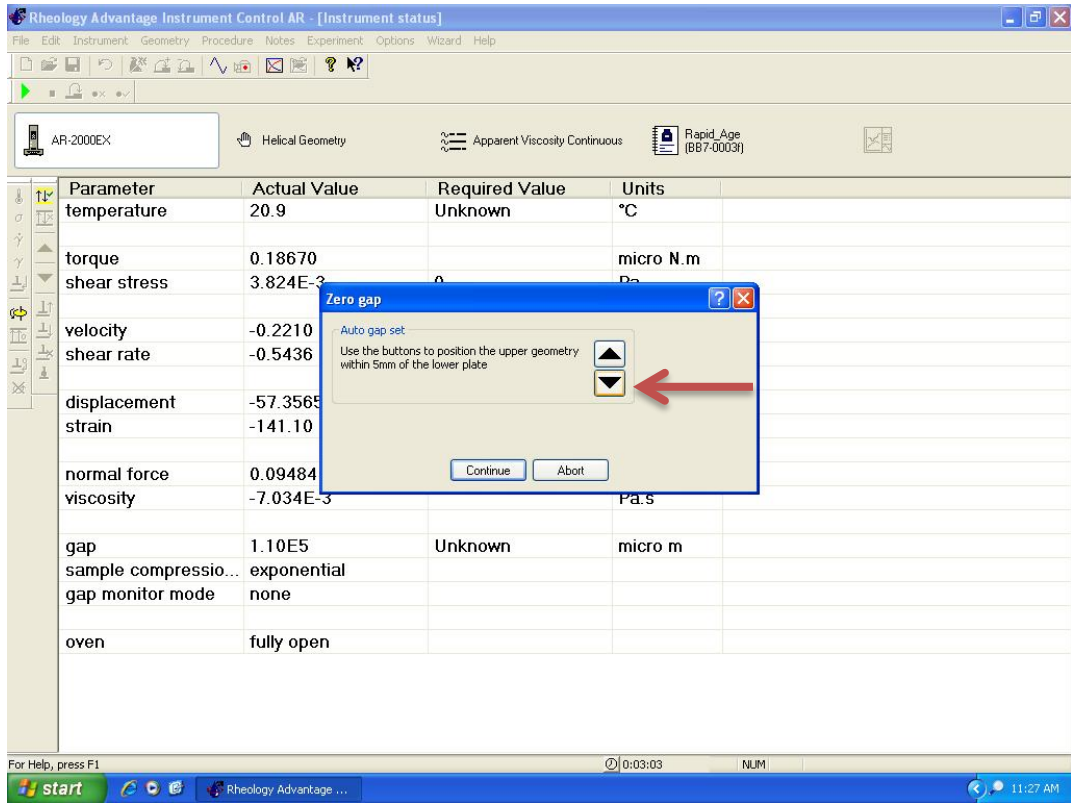 Rheology Advantage Instrument Control AR - [Instrument status]
File Edit Instrument Geometry Procedure Notes Experiment Options Wizard Help
AR-2000EX Helical Geometry Apparent Viscosity Continuous Rapid_Age
(BB7-0003f)
Parameter Actual Value Required Value Units
temperature 20.9 Unknown °C
torque 0.18670 micro N.m
shear stress 3.824E-3 0 Pa
Zero gap
velocity -0.2210
Auto gap set
Use the buttons to position the upper geometry
within 5mm of the lower plate
shear rate -0.5436
displacement -57.3565
strain -141.10
normal force 0.09484
Continue Abort
viscosity -7.034E-3 Pa.s
gap 1.10E5 Unknown micro m
sample compressio... exponential
gap monitor mode none
oven fully open
For Help, press F1 0:03:03 NUM
start Rheology Advantage ... 11:27 AM